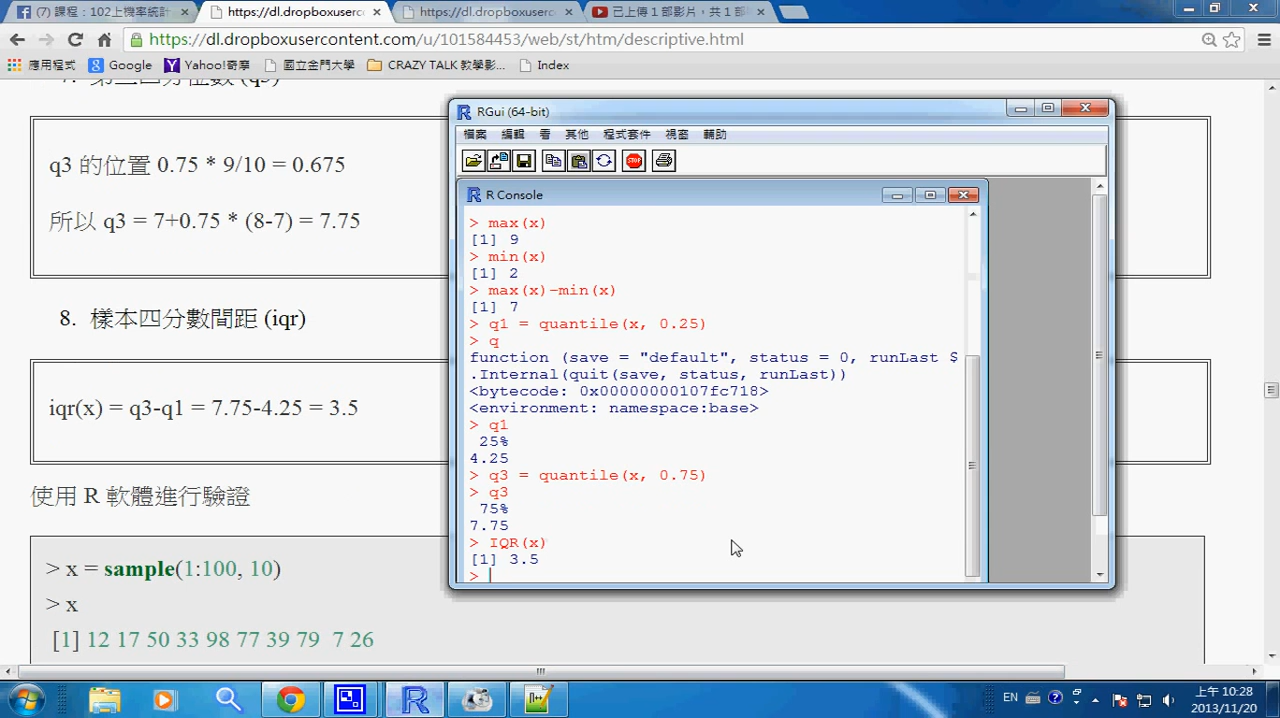 (7) 課程：102上機率統計
https://dl.dropboxuserco
https://dl.dropboxuserco
已上傳 1 部影片，共 1 部
https://dl.dropboxusercontent.com/u/101584453/web/st/htm/descriptive.html
應用程式 Google Yahoo!奇摩 國立金門大學 CRAZY TALK 教學影... Index
q3 的位置 0.75 * 9/10 = 0.675
所以 q3 = 7+0.75 * (8-7) = 7.75
8. 樣本四分數間距 (iqr)
iqr(x) = q3-q1 = 7.75-4.25 = 3.5
使用 R 軟體進行驗證
> x = sample(1:100, 10)
> x
[1] 12 17 50 33 98 77 39 79 7 26
RGui (64-bit)
檔案 編輯 看 其他 程式套件 視窗 輔助
STOP
R Console
> max(x)
[1] 9
> min(x)
[1] 2
> max(x)-min(x)
[1] 7
> q1 = quantile(x, 0.25)
> q
function (save = "default", status = 0, runLast $
.Internal(quit(save, status, runLast))
<bytecode: 0x00000000107fc718>
<environment: namespace:base>
> q1
25%
4.25
> q3 = quantile(x, 0.75)
> q3
75%
7.75
> IQR(x)
[1] 3.5
>
EN
上午 10:28
2013/11/20